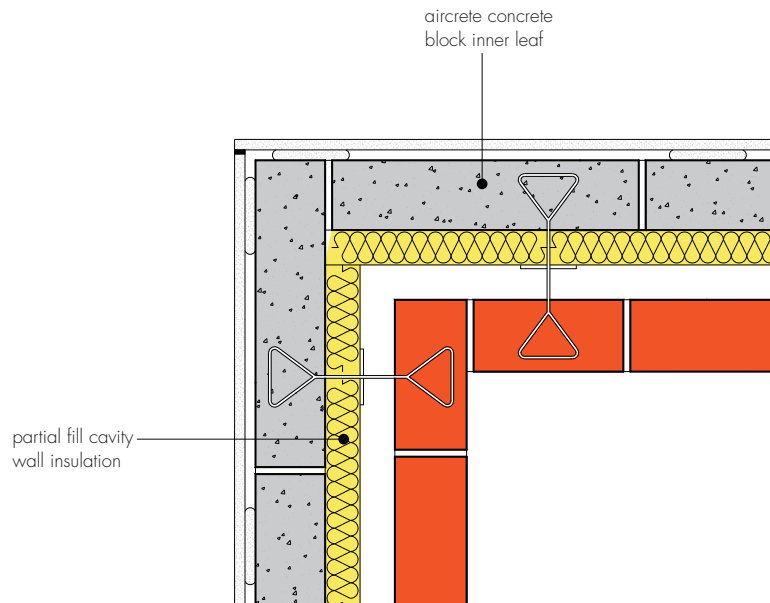 aircrete concrete
block inner leaf
partial fill cavity
wall insulation